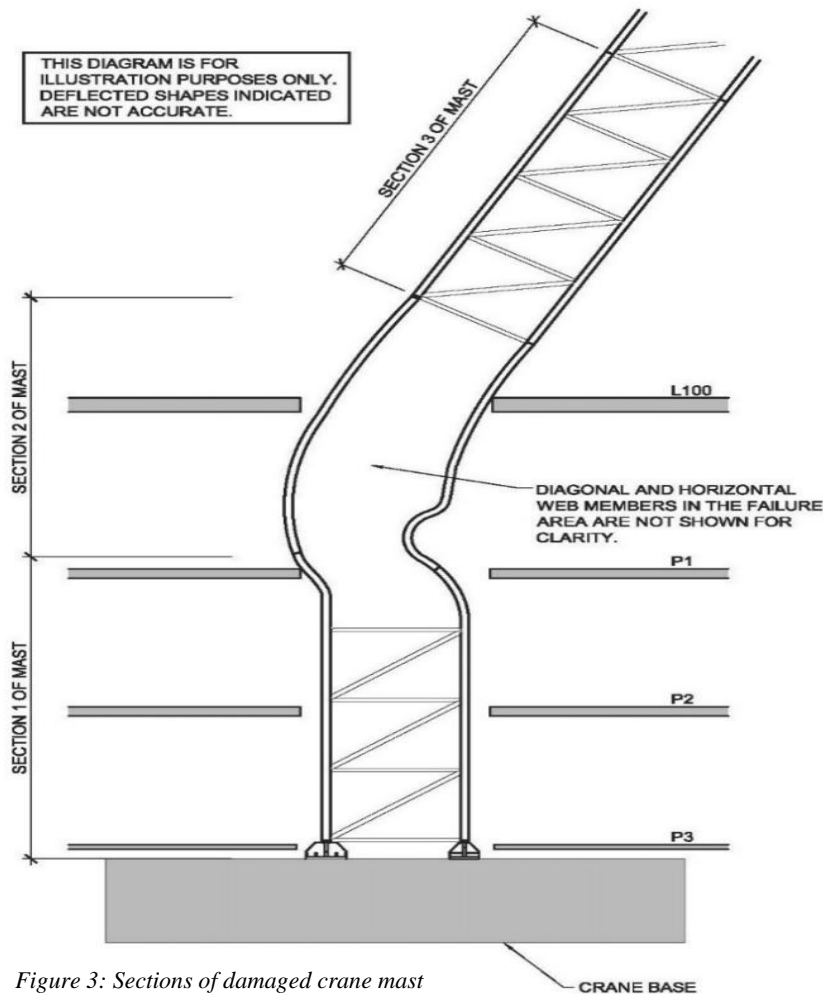 THIS DIAGRAM IS FOR
ILLUSTRATION PURPOSES ONLY.
DEFLECTED SHAPES INDICATED
ARE NOT ACCURATE.
SECTION 3 OF MAST
SECTION 2 OF MAST
L100
DIAGONAL AND HORIZONTAL
WEB MEMBERS IN THE FAILURE
AREA ARE NOT SHOWN FOR
CLARITY.
P1
SECTION 1 OF MAST
P2
P3
Figure 3: Sections of damaged crane mast
CRANE BASE